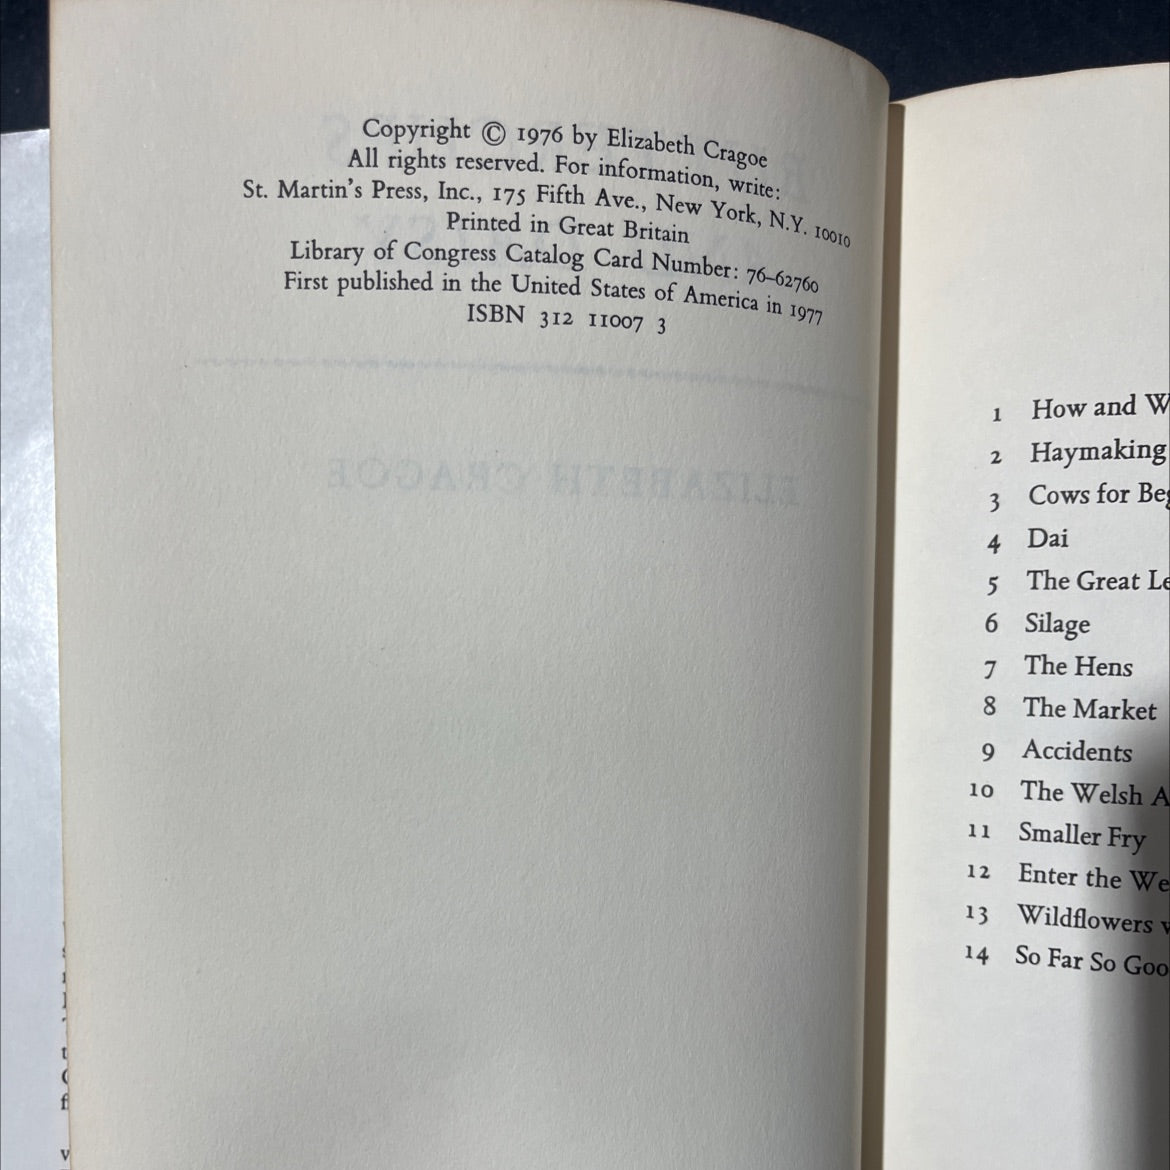 Copyright © 1976 by Elizabeth Cragoe
All rights reserved. For information, write:
St. Martin's Press, Inc., 175 Fifth Ave., New York, N.Y. 10010
Printed in Great Britain
Library of Congress Catalog Card Number: 76–62760
First published in the United States of America in 1977
ISBN 312 11007 3
ELIZABETH CRAGOE
1 How and W
2 Haymaking
3 Cows for Beg
4 Dai
5 The Great Le
6 Silage
7 The Hens
8 The Market
9 Accidents
10 The Welsh A
11 Smaller Fry
12 Enter the We
13 Wildflowers w
14 So Far So Goo